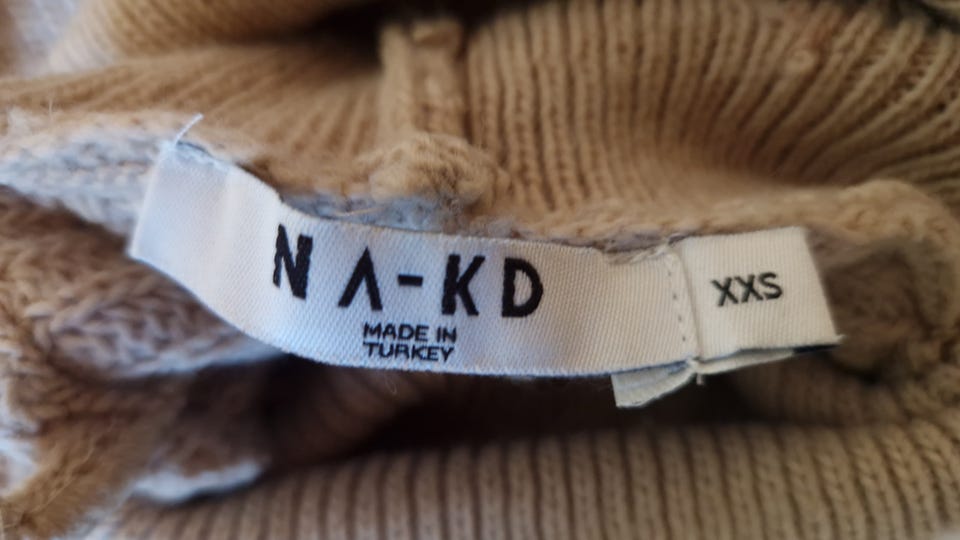 NA-KD
MADE IN
TURKEY
XXS